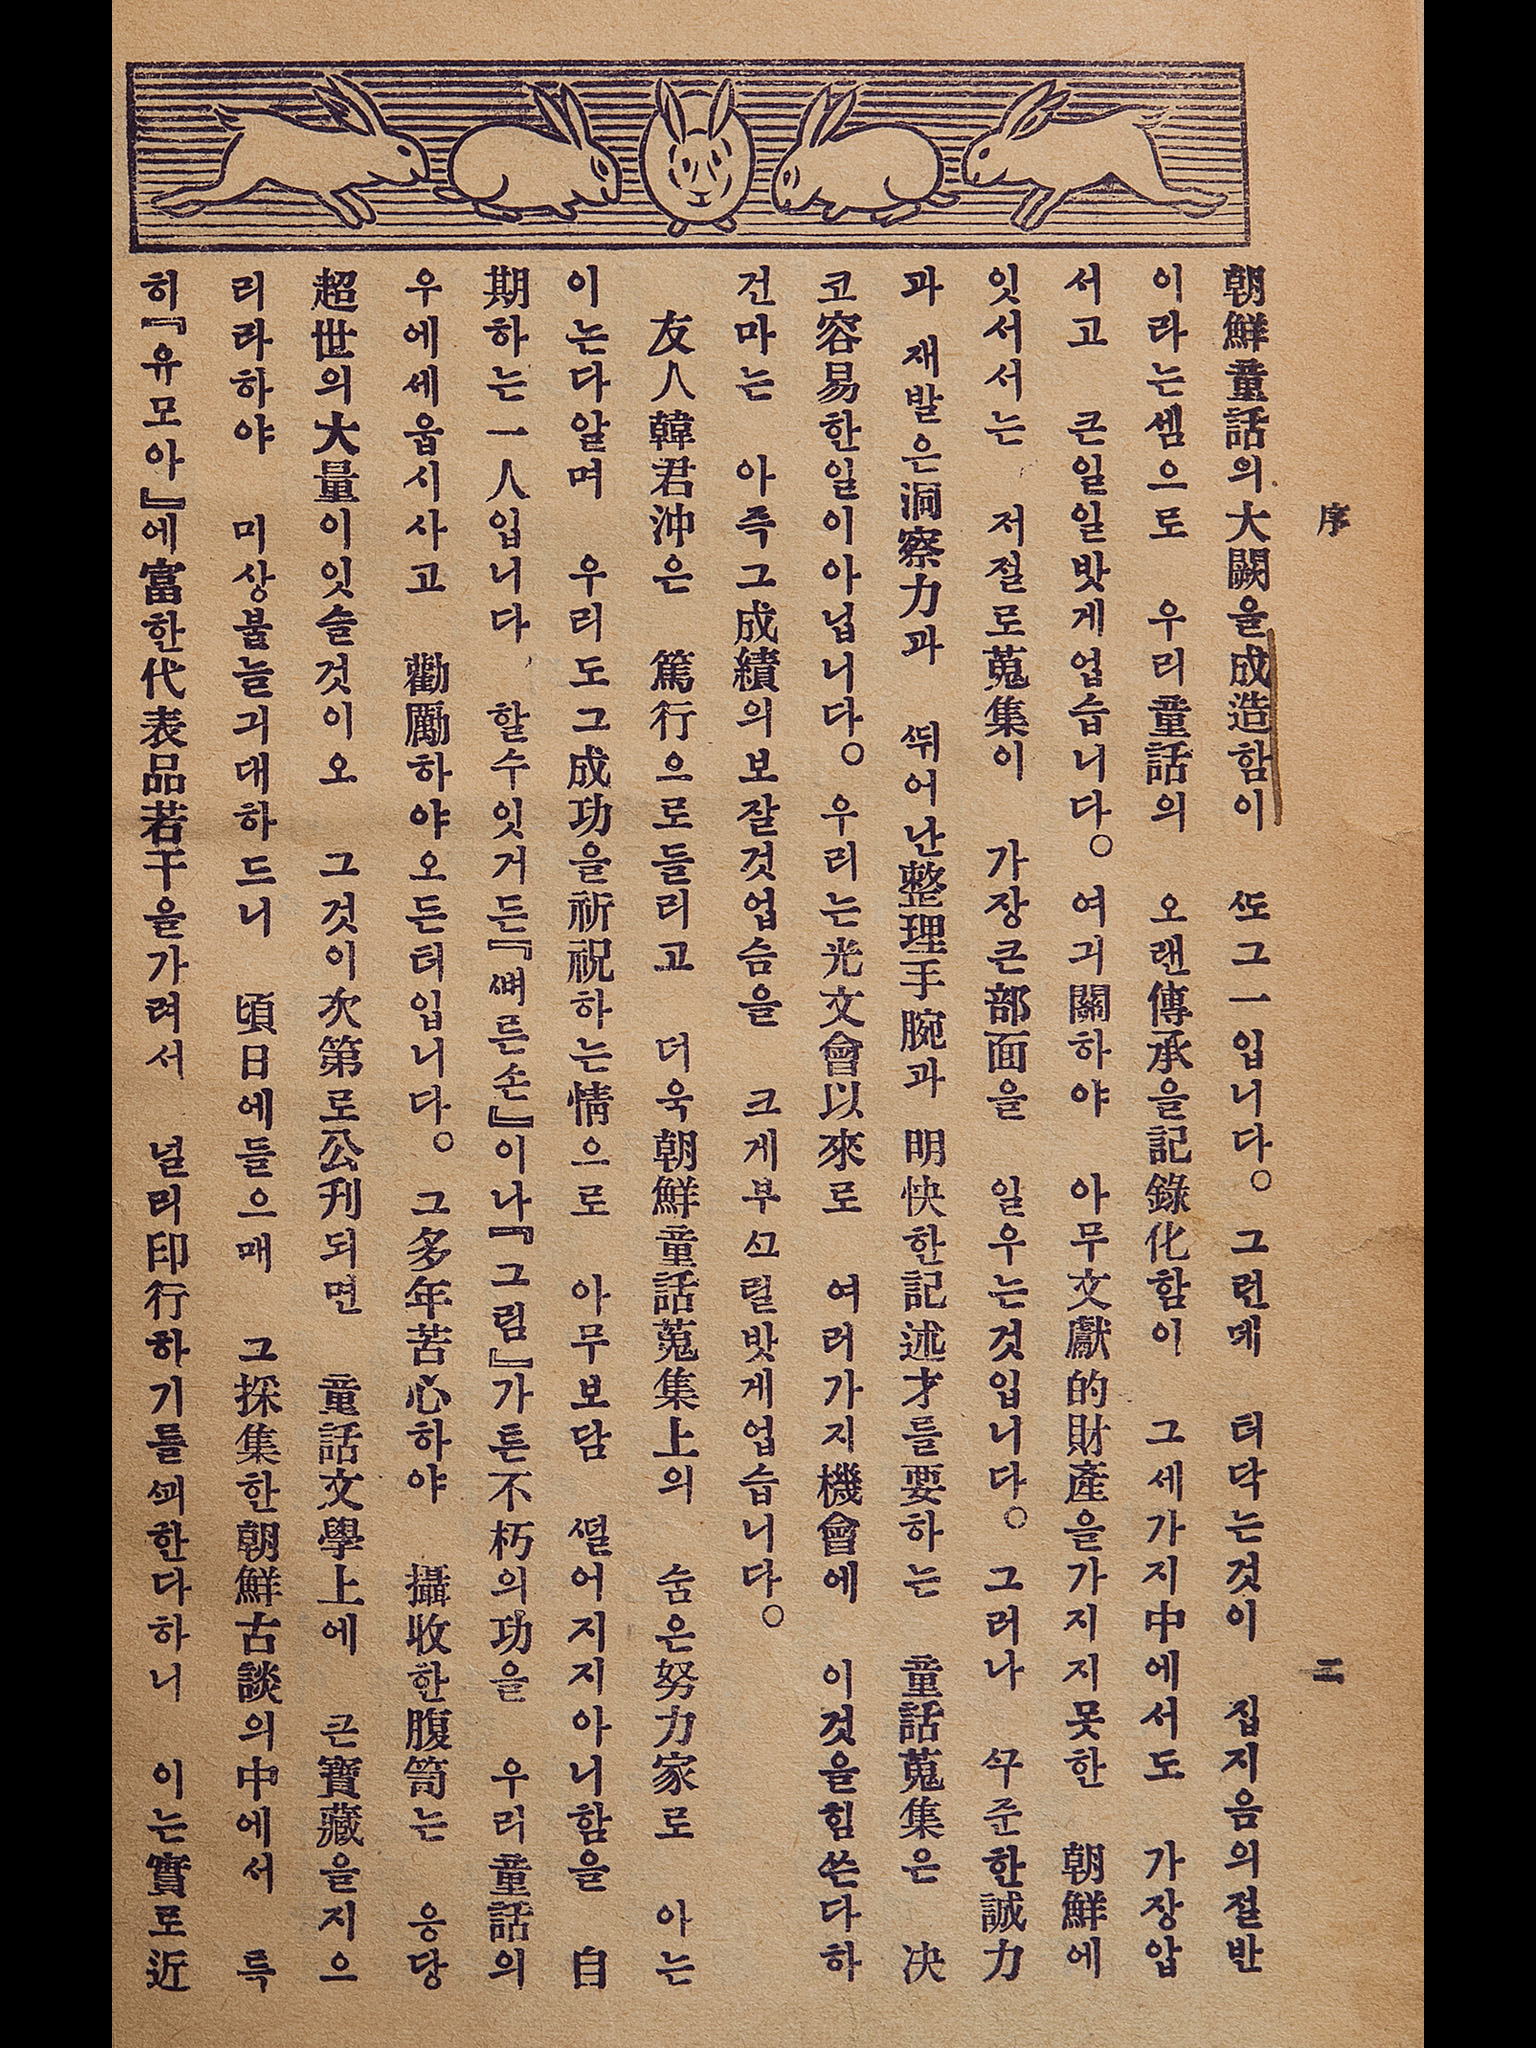 序
二
朝鮮童話의大闕을成造함이 ᄯᅩ그一입니다。그런데 터닥는것이 집지음의절반
이라는셈으로 우리童話의 오랜傳承을記錄化함이 그세가지中에서도 가장압
서고 큰일일밧게업습니다。여긔關하야 아무文獻的財產을가지지못한 朝鮮에
잇서서는 저절로蒐集이 가장큰部面을 일우는것입니다。그러나 ᄭᅮ준한誠力
과 재발은洞察力과 ᄯᅱ어난整理手腕과 明快한記述才를要하는 童話蒐集은 决
코容易한일이아닙니다。우리는光文會以來로 여러가지機會에 이것을힘쓴다하
건마는 아즉그成績의보잘것업슴을 크게부ᄭᅳ릴밧게업습니다。
友人韓君沖은 篤行으로들리고 더욱朝鮮童話蒐集上의 숨은努力家로 아는
이는다알며 우리도그成功을祈祝하는情으로 아무보담 ᄯᅥᆯ어지지아니함을 自
期하는一人입니다 할수잇거든『ᄲᅧ른손』이나『그림』가튼不朽의功을 우리童話의
우에세웁시사고 勸勵하야오든터입니다。그多年苦心하야 攝收한腹笥는 응당
超世의大量이잇슬것이오 그것이次第로公刊되면 童話文學上에 큰寶藏을지으
리라하야 미상불늘긔대하드니 頃日에들으매 그採集한朝鮮古談의中에서 특
히『유모아』에富한代表品若干을가려서 널리印行하기를ᄭᅬ한다하니 이는實로近